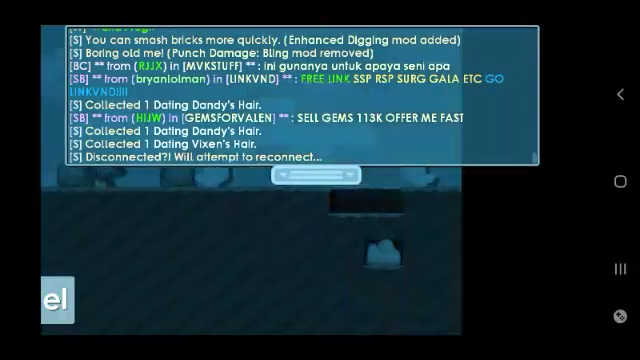 [S] You can smash bricks more quickly. (Enhanced Digging mod added)
[S] Boring old me! (Punch Damage: Bling mod removed)
[BC] ** from (RJJX) in [MVKSTUFF] ** : ini gunanya untuk apaya seni apa
[SB] ** from (bryanlolman) in [LINKVND] ** : FREE LINK SSP RSP SURG GALA ETC GO
LINKVND!!!!
[S] Collected 1 Dating Dandy's Hair.
[SB] ** from (HIJW) in [GEMSFORVALEN] ** : SELL GEMS 113K OFFER ME FAST
[S] Collected 1 Dating Dandy's Hair.
[S] Collected 1 Dating Vixen's Hair.
[S] Disconnected?! Will attempt to reconnect...
el